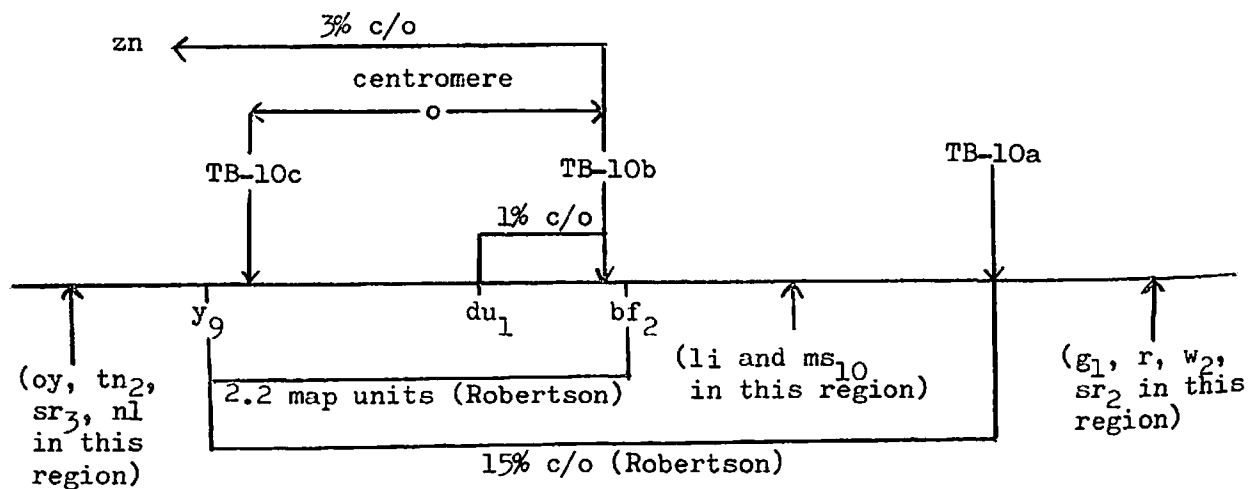 3% c/o
zn
centromere
o
TB-10c
TB-10b
TB-10a
1% c/o
y9
du1
bf2
(oy, tn2,
sr3, nl
in this
region)
2.2 map units (Robertson)
(li and ms10
in this region)
(g1, r, w2,
sr2 in this
region)
15% c/o (Robertson)